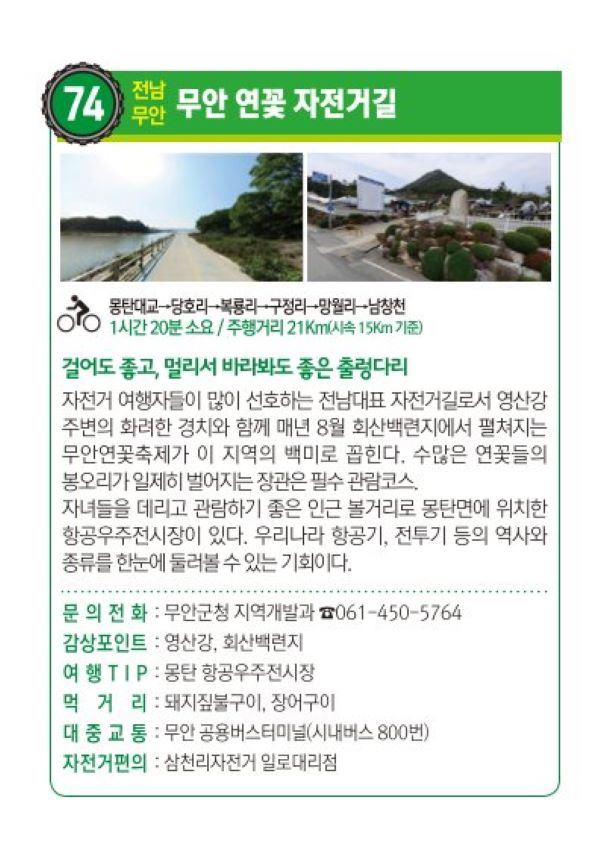 74 전남 무안 무안 연꽃 자전거길
몽탄대교→당호리→복룡리→구정리→망월리→남창천
1시간 20분 소요 / 주행거리 21Km(시속 15Km 기준)
걸어도 좋고, 멀리서 바라봐도 좋은 출렁다리
자전거 여행자들이 많이 선호하는 전남대표 자전거길로서 영산강
주변의 화려한 경치와 함께 매년 8월 회산백련지에서 펼쳐지는
무안연꽃축제가 이 지역의 백미로 꼽힌다. 수많은 연꽃들의
봉오리가 일제히 벌어지는 장관은 필수 관람코스.
자녀들을 데리고 관람하기 좋은 인근 볼거리로 몽탄면에 위치한
항공우주전시장이 있다. 우리나라 항공기, 전투기 등의 역사와
종류를 한눈에 둘러볼 수 있는 기회이다.
문 의 전 화 : 무안군청 지역개발과 ☎061-450-5764
감상포인트 : 영산강, 회산백련지
여 행 T I P : 몽탄 항공우주전시장
먹 거 리 : 돼지짚불구이, 장어구이
대 중 교 통 : 무안 공용버스터미널(시내버스 800번)
자전거편의 : 삼천리자전거 일로대리점